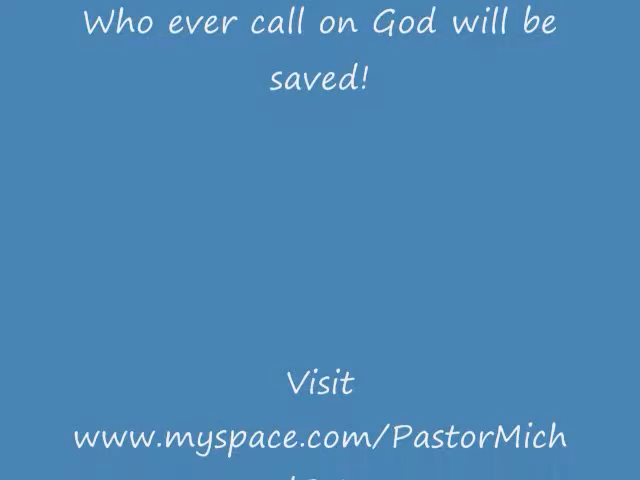 Who ever call on God will be
saved!
Visit
www.myspace.com/PastorMich